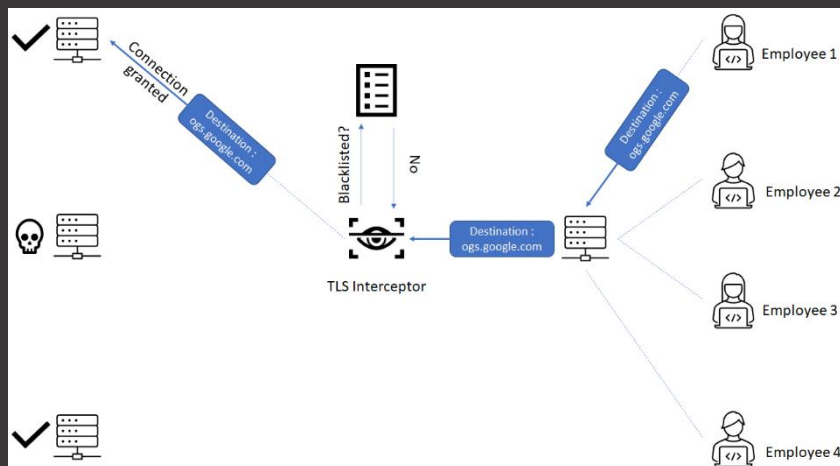 Connection
granted
Destination :
ogs.google.com
Blacklisted?
No
TLS Interceptor
Destination :
ogs.google.com
Destination :
ogs.google.com
Employee 1
Employee 2
Employee 3
Employee 4